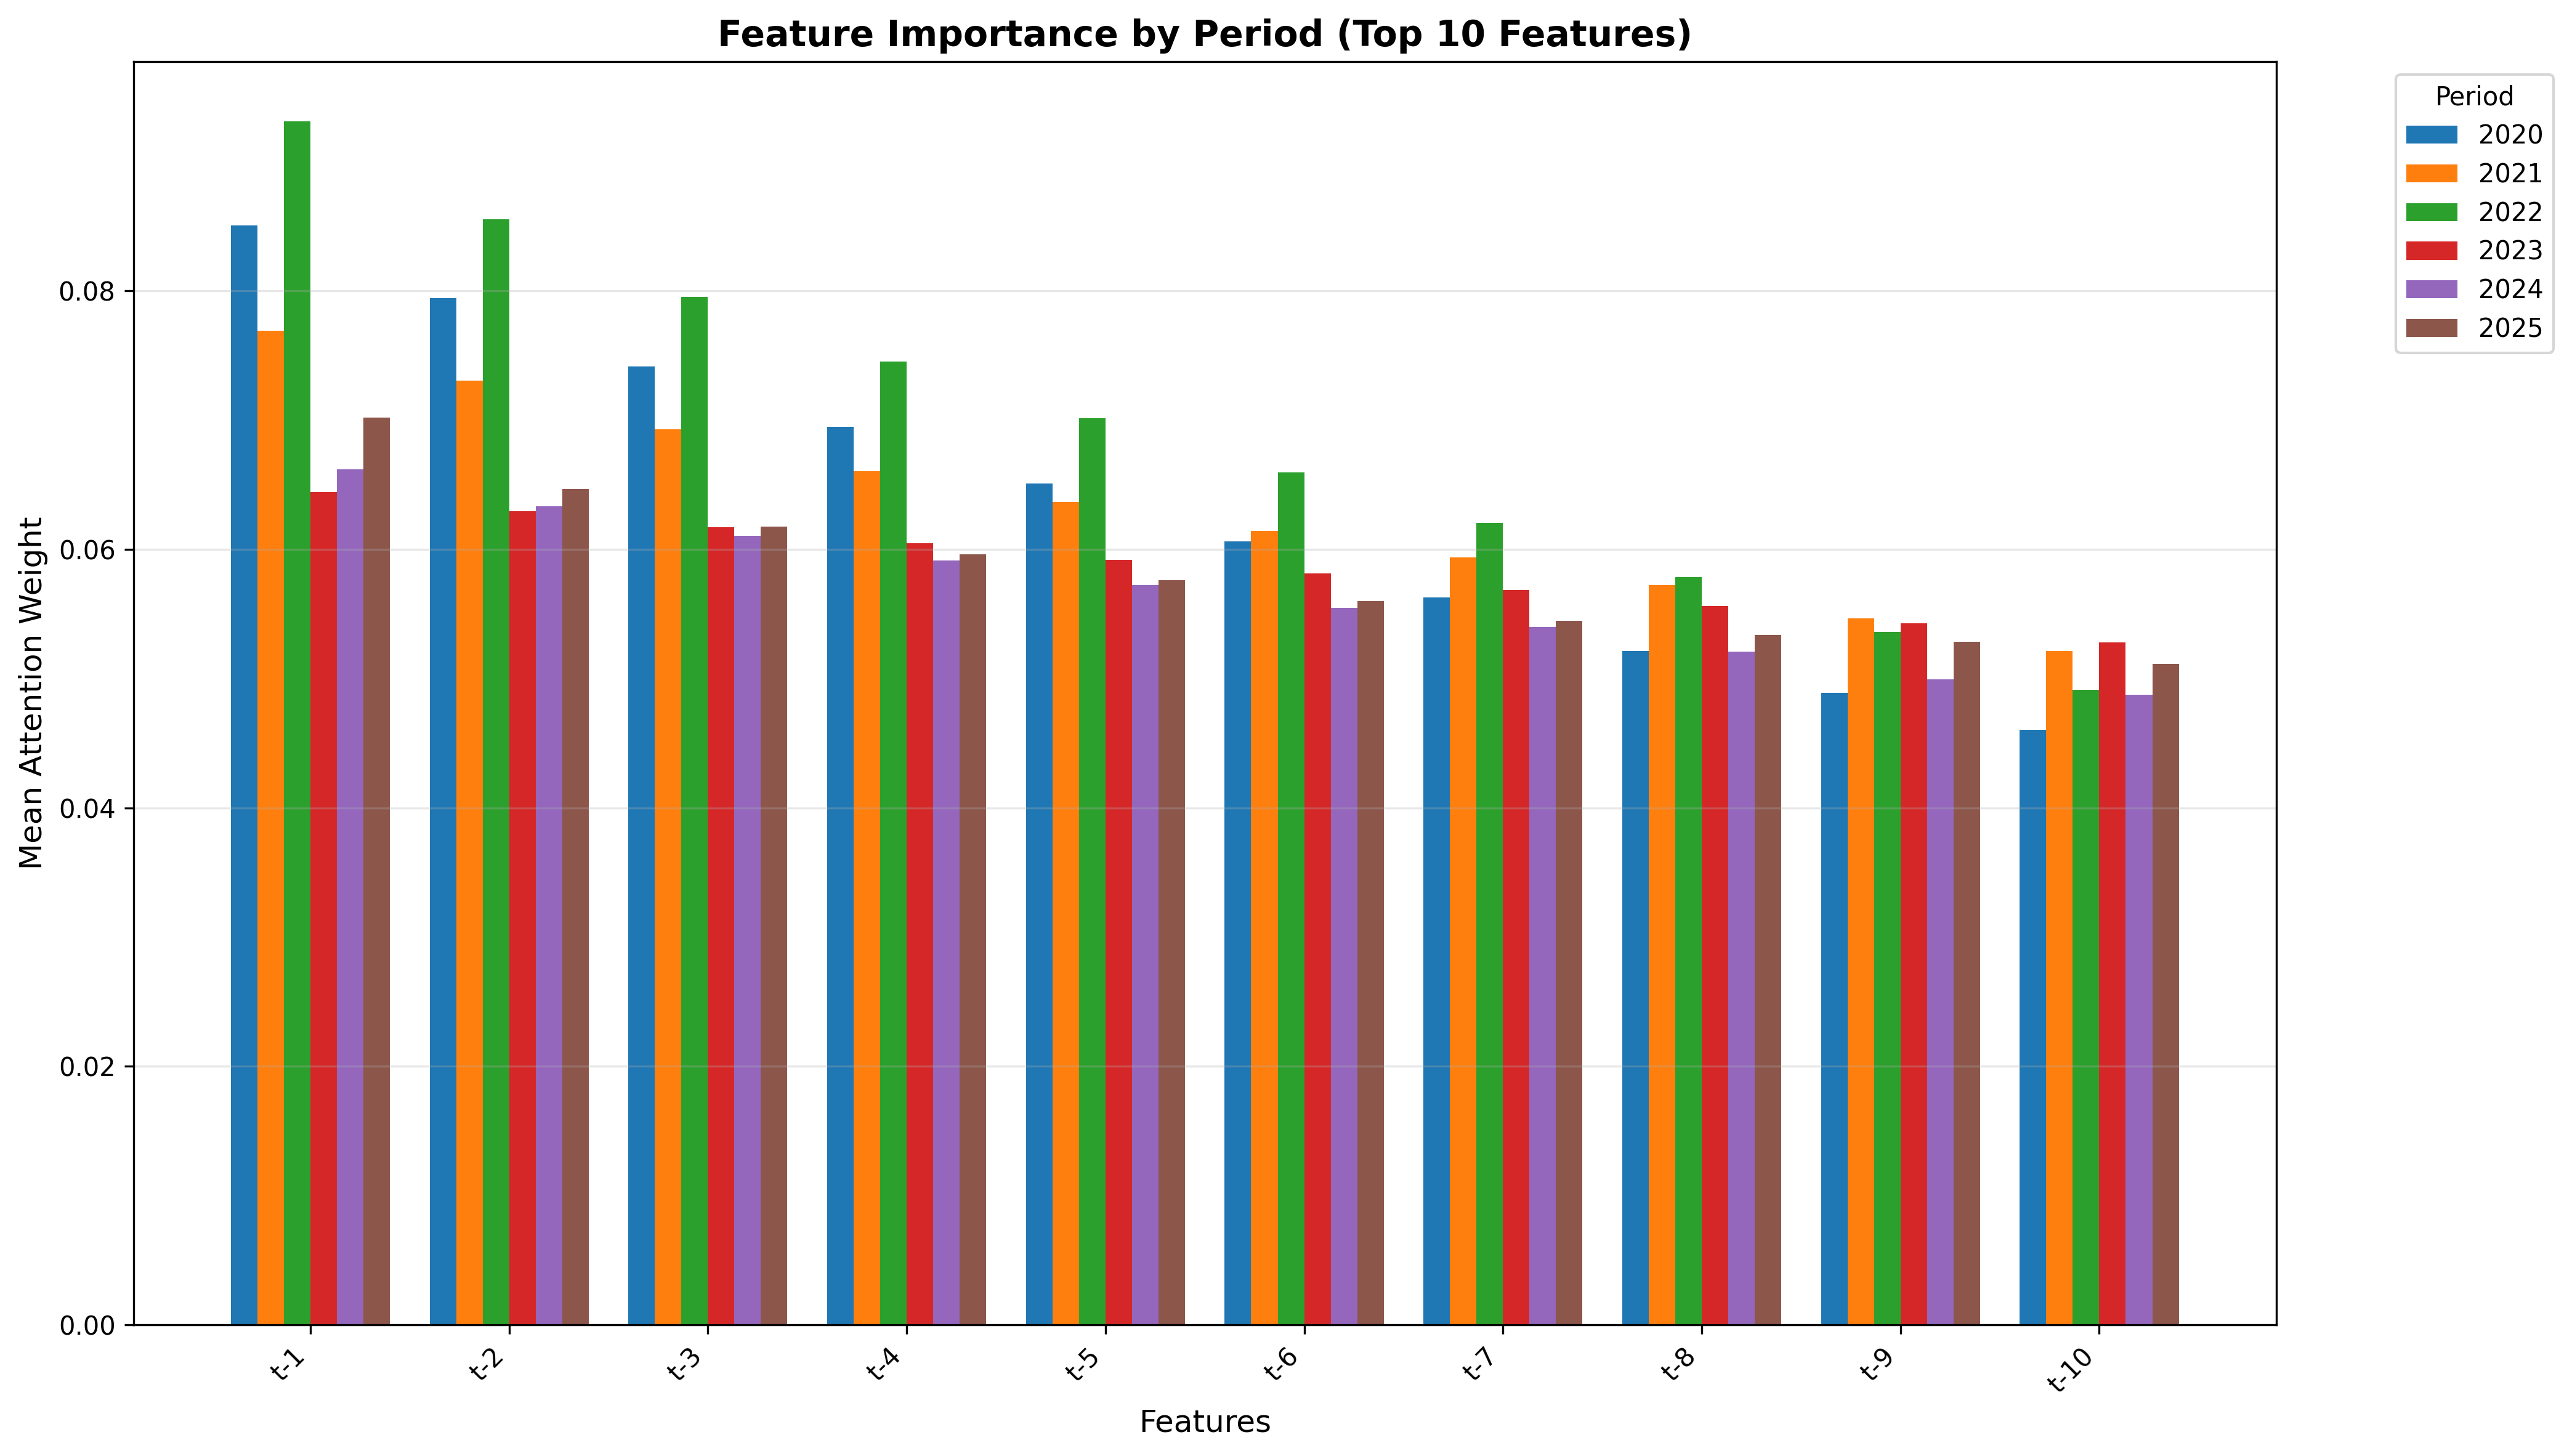 Feature Importance by Period (Top 10 Features)
Period
2020
2021
2022
2023
2024
2025
Mean Attention Weight
0.08
0.06
0.04
0.02
0.00
t-1
t-2
t-3
t-4
t-5
t-6
t-7
t-8
t-9
t-10
Features